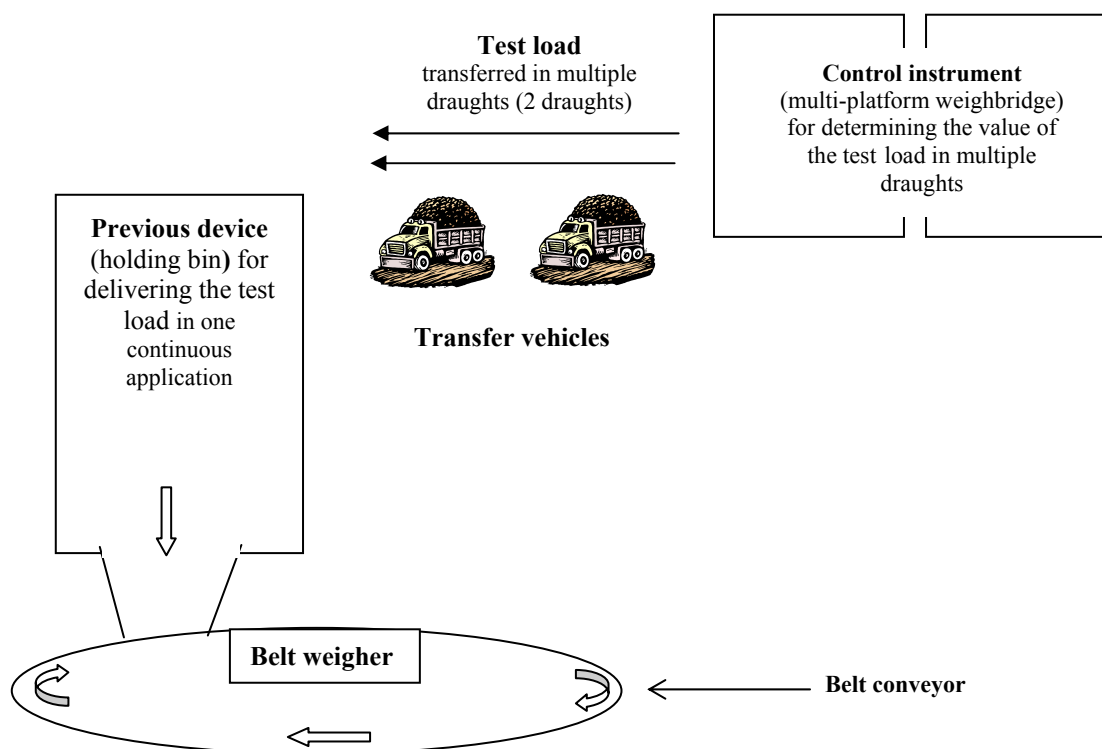 Test load
transferred in multiple
draughts (2 draughts)
Control instrument
(multi-platform weighbridge)
for determining the value of
the test load in multiple
draughts
Previous device
(holding bin) for
delivering the test
load in one
continuous
application
Transfer vehicles
Belt weigher
Belt conveyor